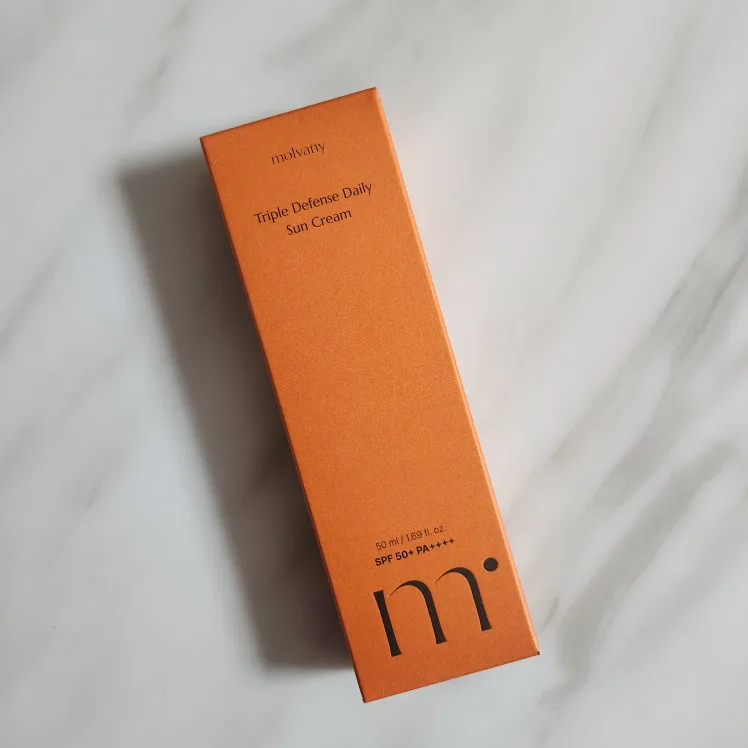 molvany
Triple Defense Daily
Sun Cream
50 ml / 1.69 fl. oz.
SPF 50+ PA++++
m